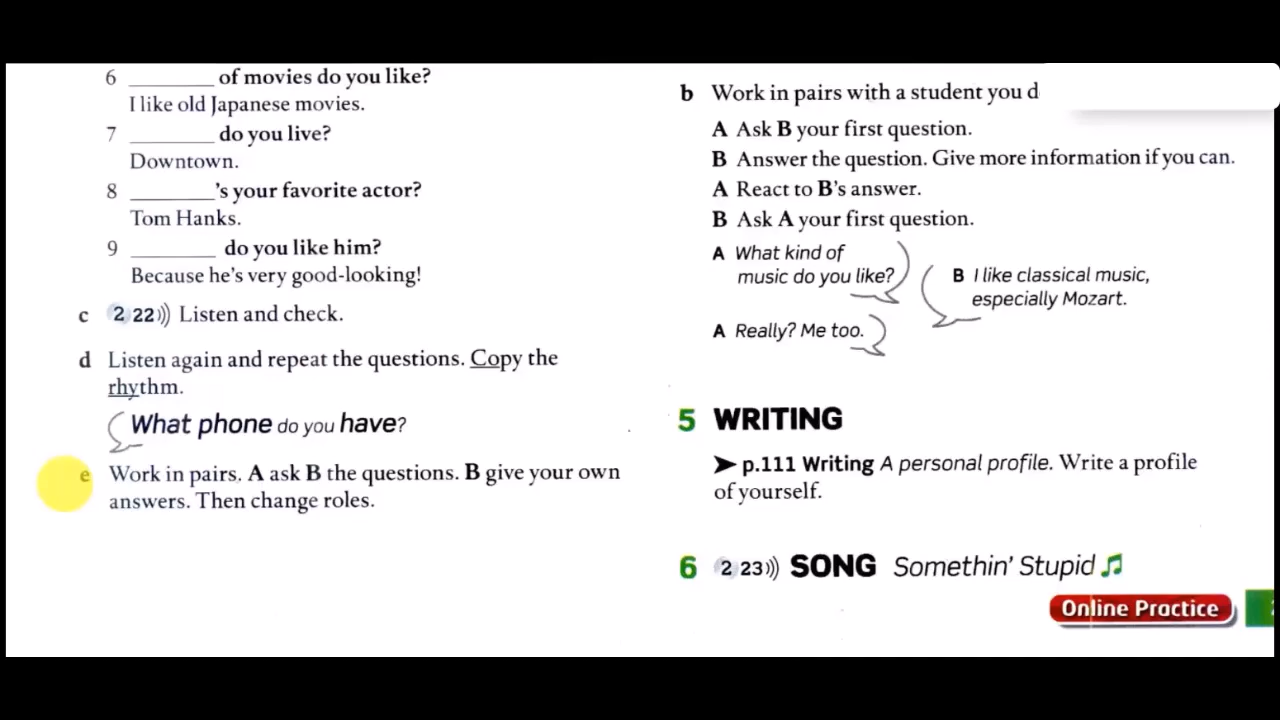 6 _______ of movies do you like?
I like old Japanese movies.
7 _______ do you live?
Downtown.
8 _______'s your favorite actor?
Tom Hanks.
9 _______ do you like him?
Because he's very good-looking!
c 2 22))) Listen and check.
d Listen again and repeat the questions. Copy the
rhythm.
What phone do you have?
e Work in pairs. A ask B the questions. B give your own
answers. Then change roles.
b Work in pairs with a student you d
A Ask B your first question.
B Answer the question. Give more information if you can.
A React to B's answer.
B Ask A your first question.
A What kind of
music do you like?
B I like classical music,
especially Mozart.
A Really? Me too.
5 WRITING
➤ p.111 Writing A personal profile. Write a profile
of yourself.
6 2 23))) SONG Somethin' Stupid ♫
Online Practice